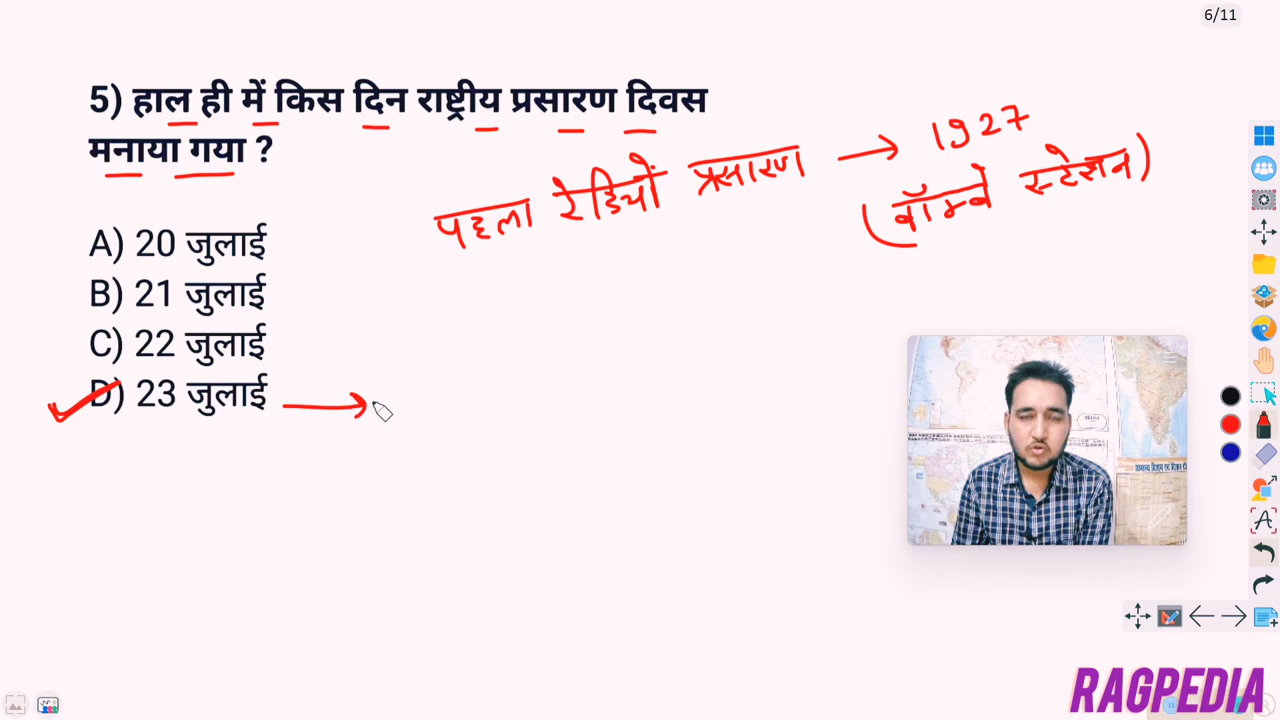 6/11
5) हाल ही में किस दिन राष्ट्रीय प्रसारण दिवस
मनाया गया ?
पहला रेडियों प्रसारण → 1927
(बॉम्बे स्टेशन)
A) 20 जुलाई
B) 21 जुलाई
C) 22 जुलाई
D) 23 जुलाई
RAGPEDIA